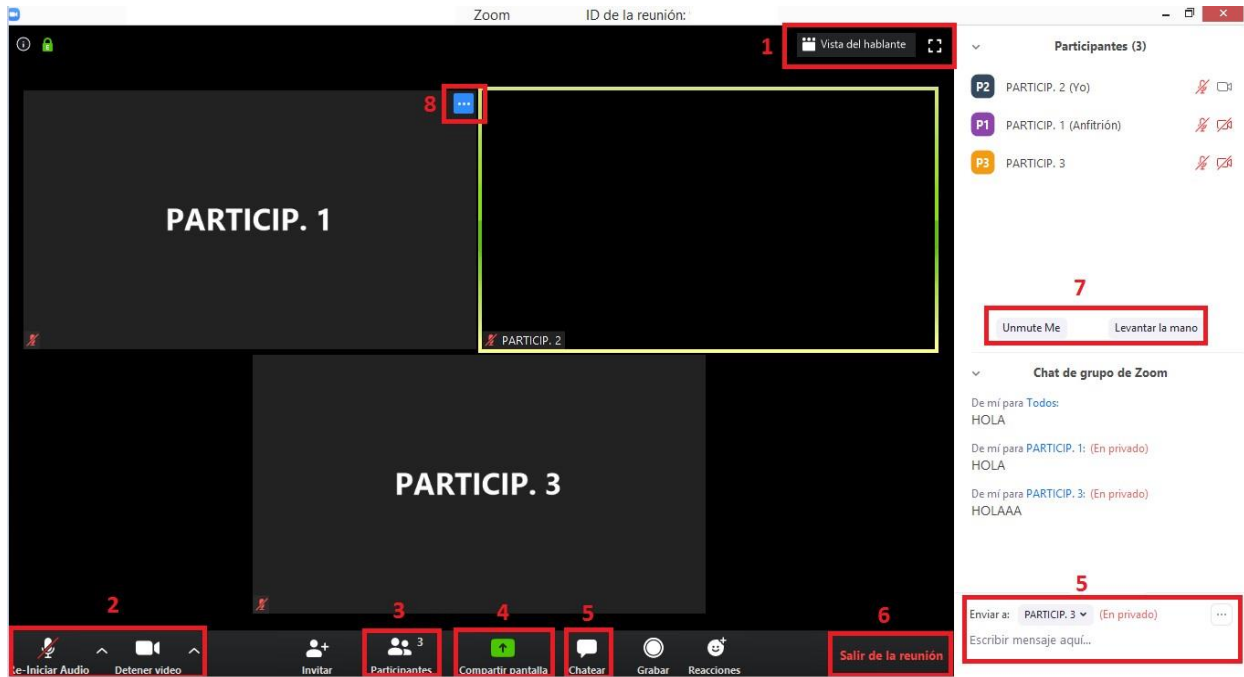 Zoom ID de la reunión:
1 Vista del hablante
Participantes (3)
P2 PARTICIP. 2 (Yo)
P1 PARTICIP. 1 (Anfitrión)
P3 PARTICIP. 3
8
PARTICIP. 1
PARTICIP. 2
PARTICIP. 3
7
Unmute Me Levantar la mano
Chat de grupo de Zoom
De mí para Todos:
HOLA
De mí para PARTICIP. 1: (En privado)
HOLA
De mí para PARTICIP. 3: (En privado)
HOLAAA
5
Enviar a: PARTICIP. 3 (En privado) ...
Escribir mensaje aquí...
2 3 4 5 6
3
e-Iniciar Audio Detener video Invitar Participantes Compartir pantalla Chatear Grabar Reacciones Salir de la reunión